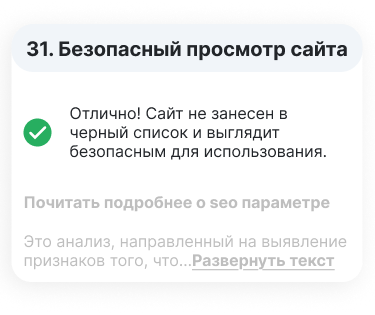 31. Безопасный просмотр сайта
Отлично! Сайт не занесен в
черный список и выглядит
безопасным для использования.
Почитать подробнее о seo параметре
Это анализ, направленный на выявление
признаков того, что...Развернуть текст